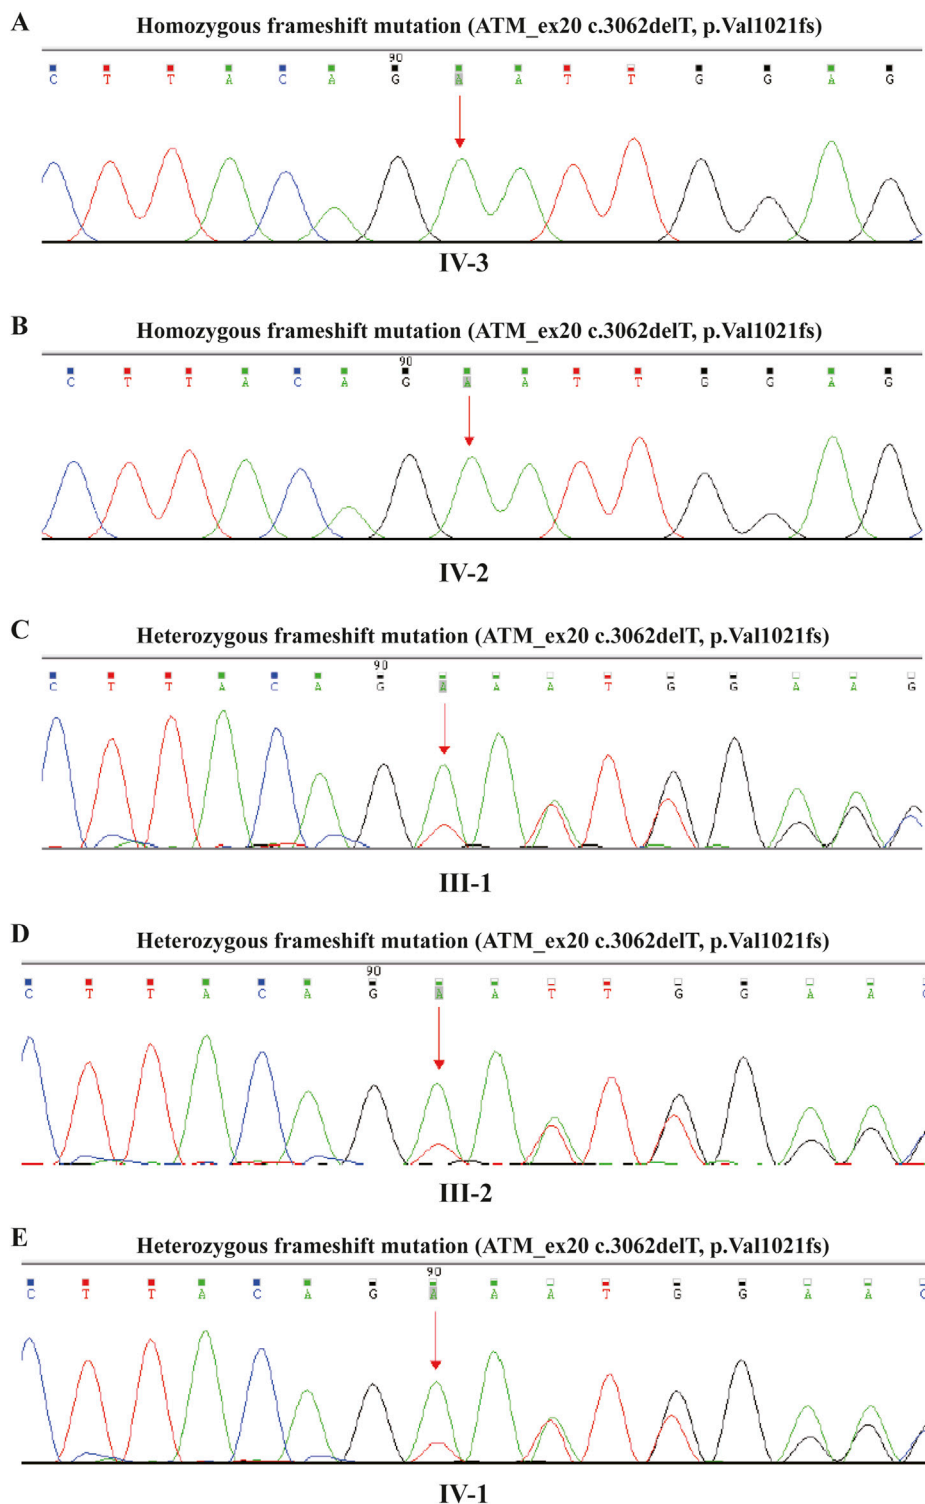 A
Homozygous frameshift mutation (ATM_ex20 c.3062delT, p.Val1021fs)
90
C T T A C A G A A T T G G A G
IV-3
B
Homozygous frameshift mutation (ATM_ex20 c.3062delT, p.Val1021fs)
90
C T T A C A G A A T T G G A G
IV-2
C
Heterozygous frameshift mutation (ATM_ex20 c.3062delT, p.Val1021fs)
90
C T T A C A G A A A T G G A A G
III-1
D
Heterozygous frameshift mutation (ATM_ex20 c.3062delT, p.Val1021fs)
90
C T T A C A G A A T T G G A A
III-2
E
Heterozygous frameshift mutation (ATM_ex20 c.3062delT, p.Val1021fs)
90
C T T A C A G A A A T G G A A
IV-1